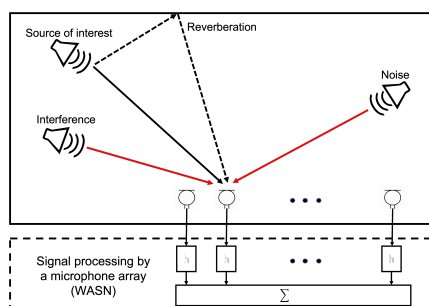 Source of interest
Reverberation
Noise
Interference
Signal processing by
a microphone array
(WASN)
h h h
Σ